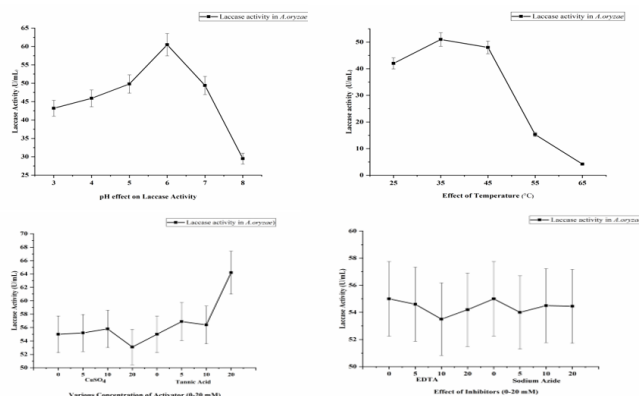 Laccase activity in A.oryzae
Laccase Activity (U/mL)
65
60
55
50
45
40
35
30
25
3 4 5 6 7 8
pH effect on Laccase Activity
Laccase activity in A.oryzae
Laccase Activity (U/mL)
50
40
30
20
10
0
25 35 45 55 65
Effect of Temperature (°C)
Laccase activity in A.oryzae)
Laccase Activity (U/mL)
70
68
66
64
62
60
58
56
54
52
50
0 5 10 20 0 5 10 20
CuSO4 Tannic Acid
Various Concentration of Activator (0-20 mM)
Laccase activity in A.oryzae
Laccase Activity (U/mL)
58
56
54
52
50
0 5 10 20 0 5 10 20
EDTA Sodium Azide
Effect of Inhibitors (0-20 mM)